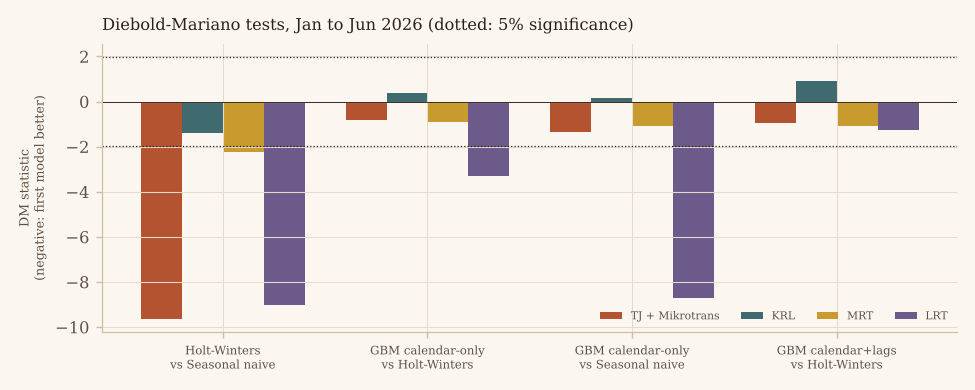 Diebold-Mariano tests, Jan to Jun 2026 (dotted: 5% significance)
DM statistic
(negative: first model better)
2
0
−2
−4
−6
−8
−10
TJ + Mikrotrans
KRL
MRT
LRT
Holt-Winters
vs Seasonal naive
GBM calendar-only
vs Holt-Winters
GBM calendar-only
vs Seasonal naive
GBM calendar+lags
vs Holt-Winters